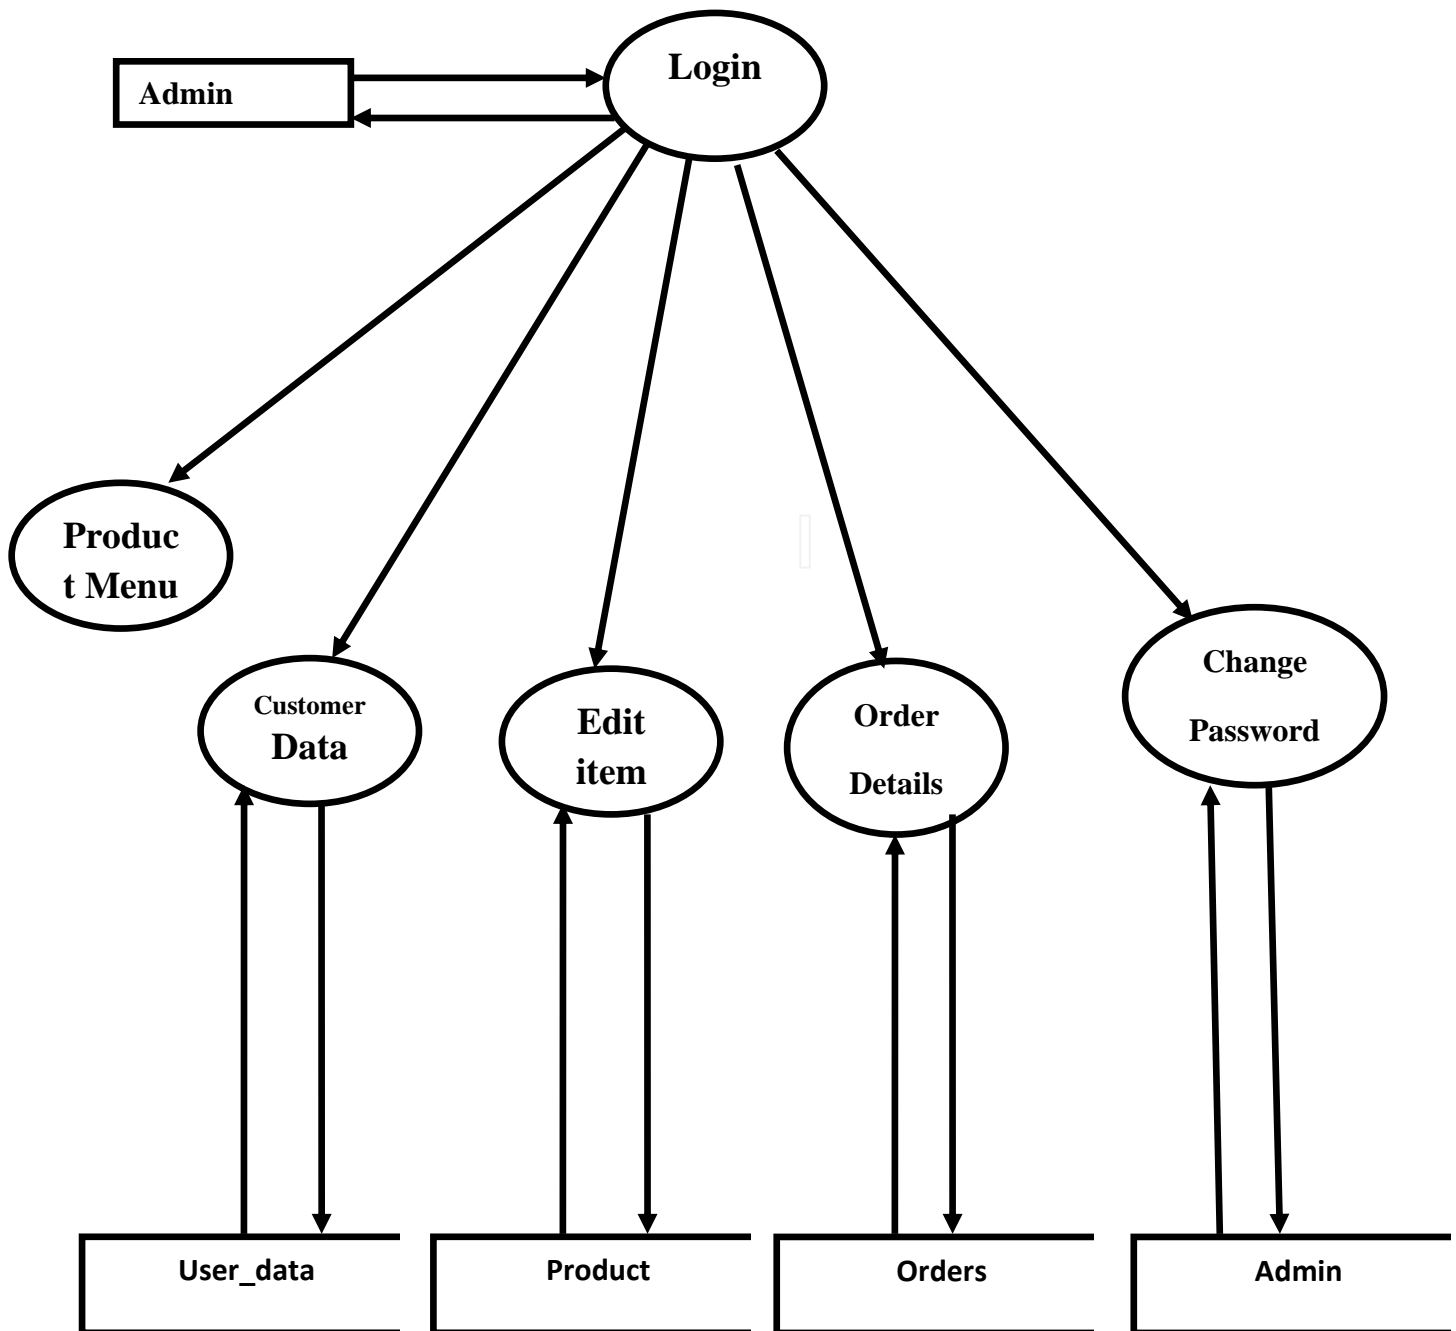 Login
Admin
Produc
t Menu
Customer
Data
Edit
item
Order
Details
Change
Password
User_data
Product
Orders
Admin